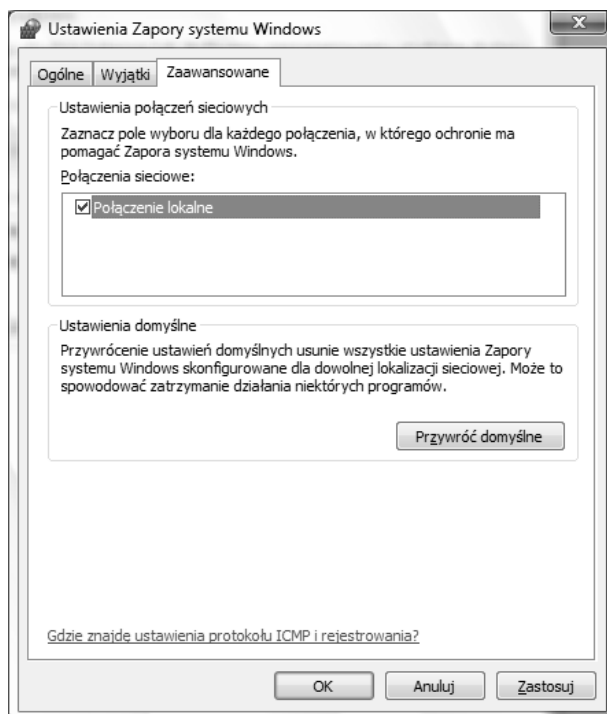 Ustawienia Zapory systemu Windows
Ogólne Wyjątki Zaawansowane
Ustawienia połączeń sieciowych
Zaznacz pole wyboru dla każdego połączenia, w którego ochronie ma
pomagać Zapora systemu Windows.
Połączenia sieciowe:
Połączenie lokalne
Ustawienia domyślne
Przywrócenie ustawień domyślnych usunie wszystkie ustawienia Zapory
systemu Windows skonfigurowane dla dowolnej lokalizacji sieciowej. Może to
spowodować zatrzymanie działania niektórych programów.
Przywróć domyślne
Gdzie znajdę ustawienia protokołu ICMP i rejestrowania?
OK Anuluj Zastosuj